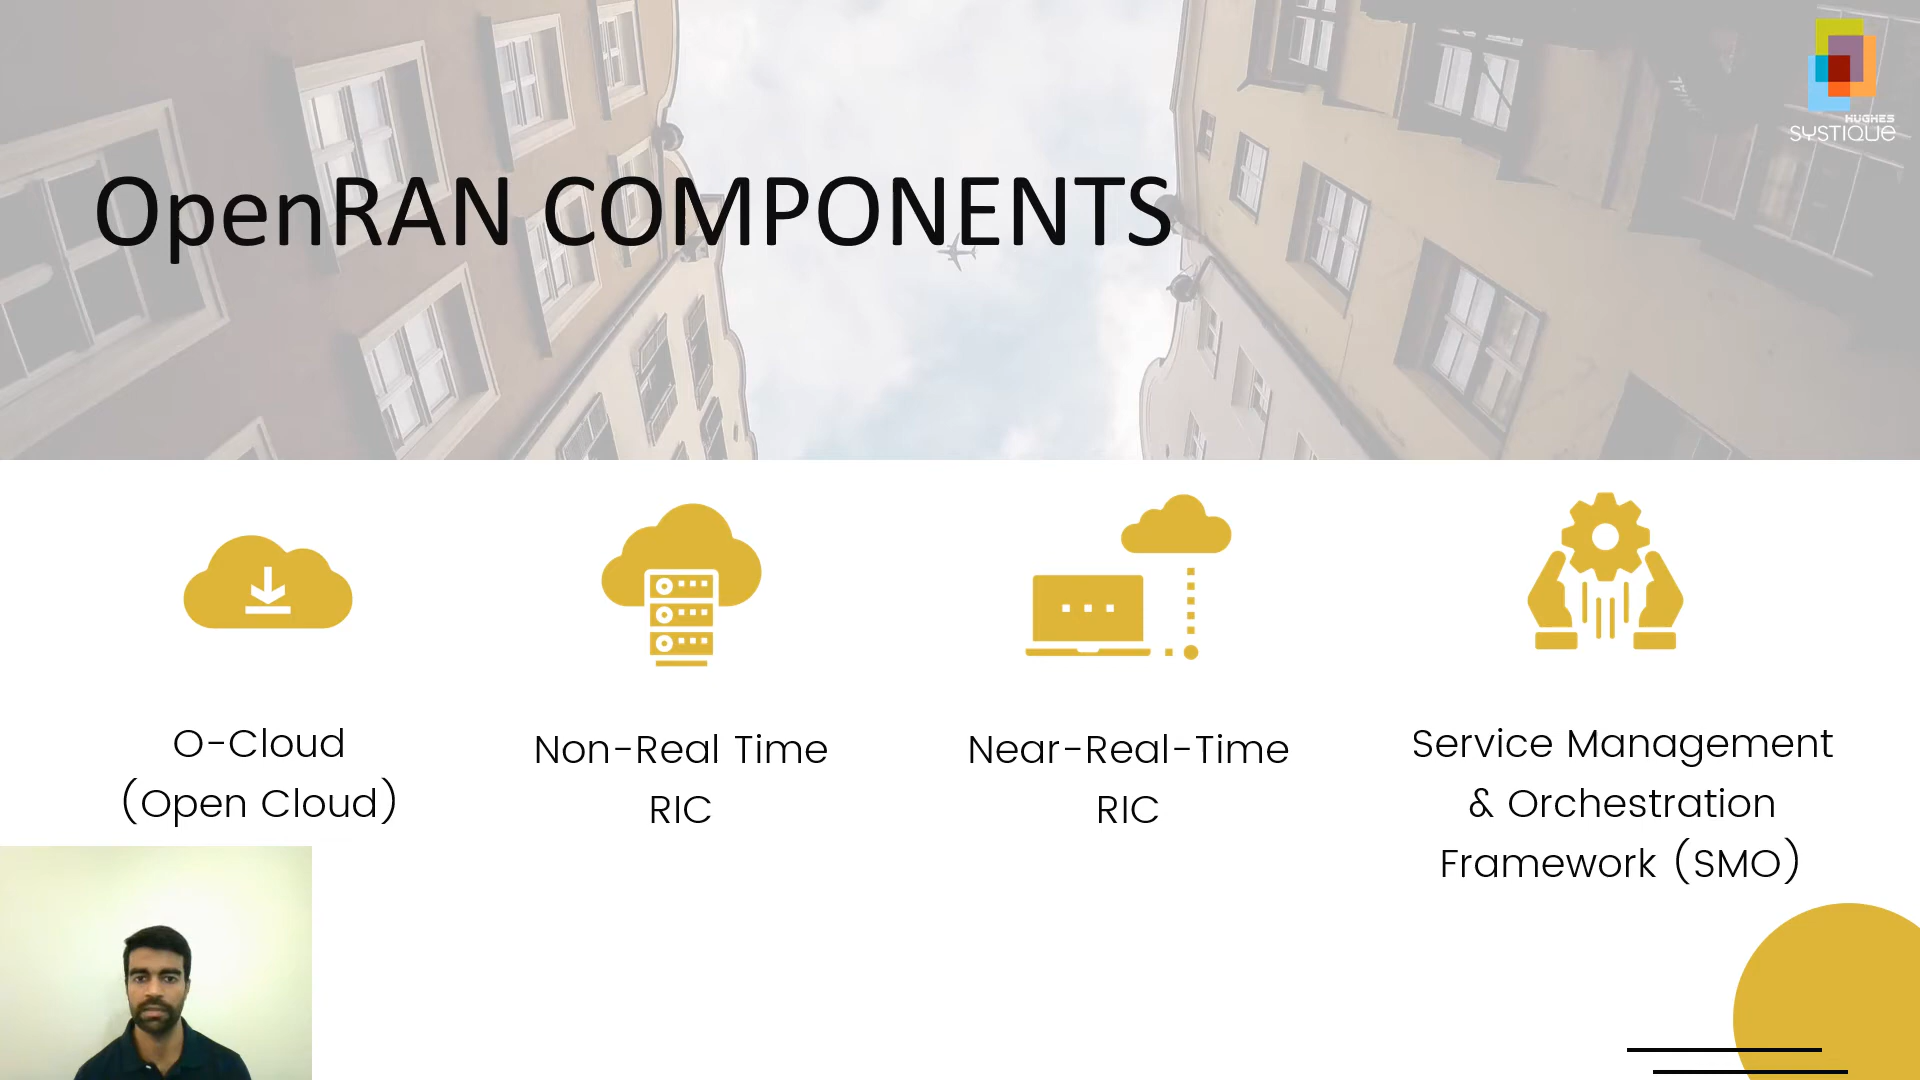 HUGHES
SYSTIQUE
OpenRAN COMPONENTS
O-Cloud
(Open Cloud)
Non-Real Time
RIC
Near-Real-Time
RIC
Service Management
& Orchestration
Framework (SMO)